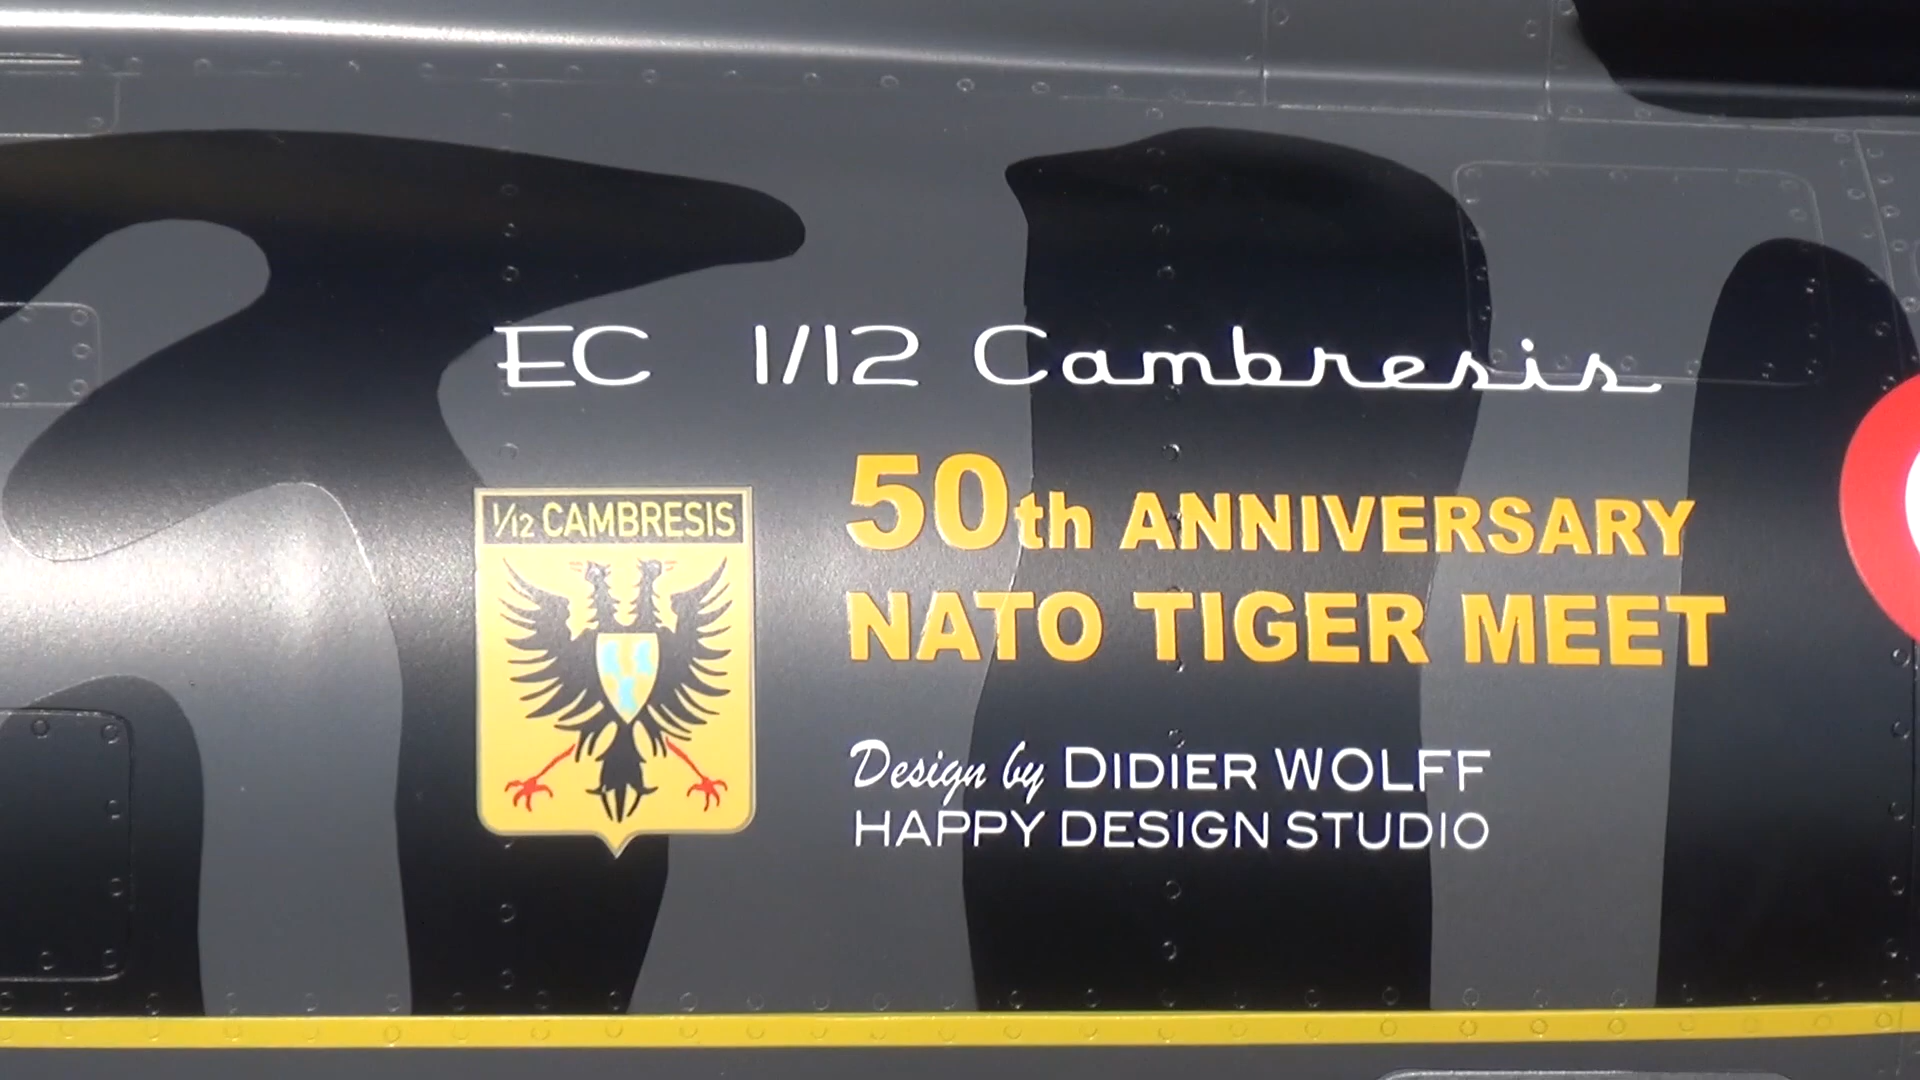 EC 1/12 Cambresis
1/12 CAMBRESIS
50th ANNIVERSARY
NATO TIGER MEET
Design by DIDIER WOLFF
HAPPY DESIGN STUDIO